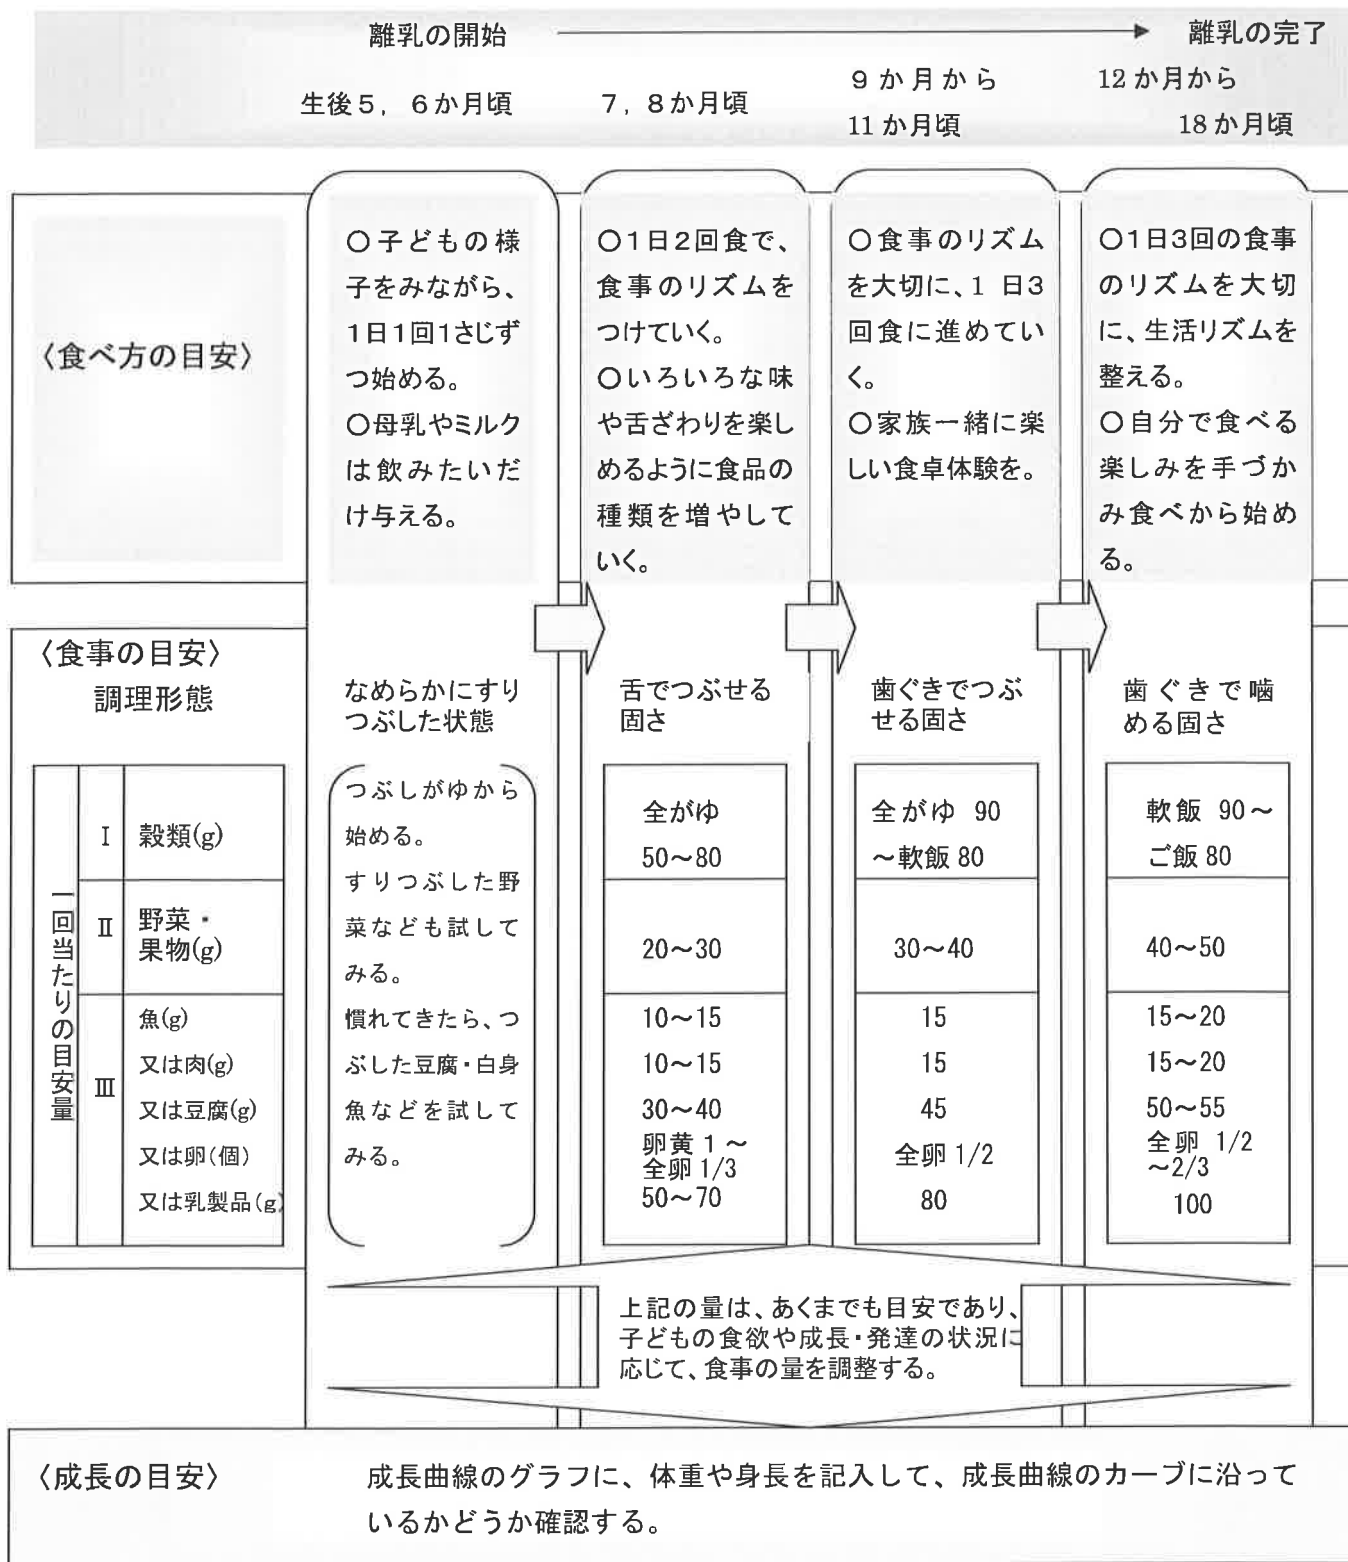 離乳の開始 離乳の完了
生後5，6か月頃
7，8か月頃
9か月から
11か月頃
12か月から
18か月頃
〈食べ方の目安〉
○子どもの様
子をみながら、
1日1回1さじず
つ始める。
○母乳やミルク
は飲みたいだ
け与える。
○1日2回食で、
食事のリズムを
つけていく。
○いろいろな味
や舌ざわりを楽し
めるように食品の
種類を増やして
いく。
○食事のリズム
を大切に、1日3
回食に進めてい
く。
○家族一緒に楽
しい食卓体験を。
○1日3回の食事
のリズムを大切
に、生活リズムを
整える。
○自分で食べる
楽しみを手づか
み食べから始め
る。
〈食事の目安〉
調理形態
なめらかにすり
つぶした状態
舌でつぶせる
固さ
歯ぐきでつぶ
せる固さ
歯ぐきで噛
める固さ
一回当たりの目安量
Ⅰ 穀類(g)
つぶしがゆから
始める。
すりつぶした野
菜なども試して
みる。
慣れてきたら、つ
ぶした豆腐・白身
魚などを試して
みる。
全がゆ
50～80
全がゆ 90
～軟飯 80
軟飯 90～
ご飯 80
Ⅱ 野菜・
果物(g)
20～30
30～40
40～50
Ⅲ
魚(g)
10～15
15
15～20
又は肉(g)
10～15
15
15～20
又は豆腐(g)
30～40
45
50～55
又は卵(個)
卵黄 1～
全卵 1/3
全卵 1/2
全卵 1/2
～2/3
又は乳製品(g)
50～70
80
100
上記の量は、あくまでも目安であり、
子どもの食欲や成長・発達の状況に
応じて、食事の量を調整する。
〈成長の目安〉
成長曲線のグラフに、体重や身長を記入して、成長曲線のカーブに沿って
いるかどうか確認する。